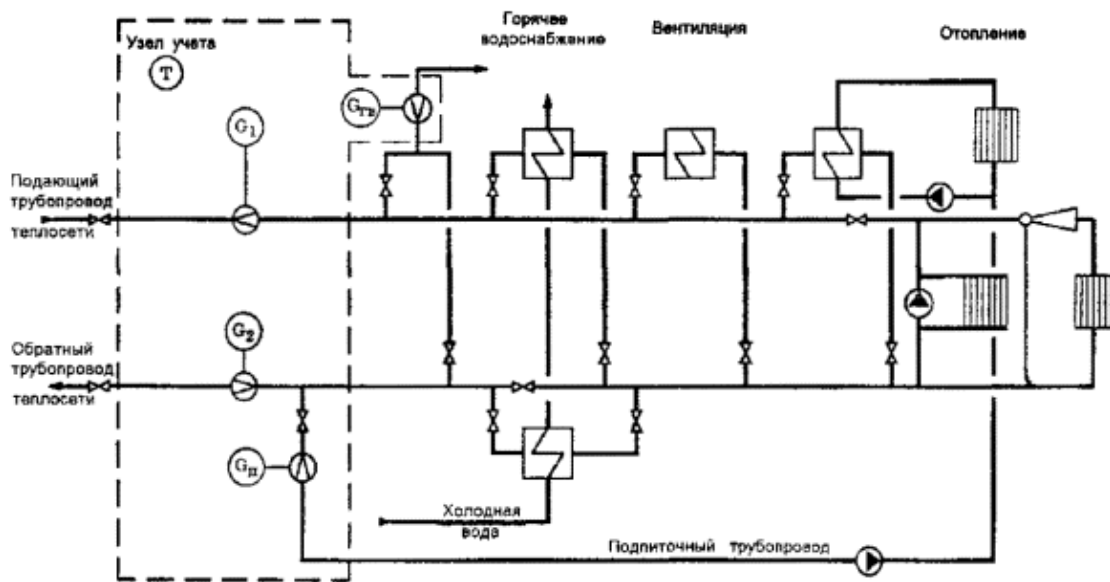 Горячее
водоснабжение
Вентиляция
Отопление
Узел учета
T
Gгв
G1
Подающий
трубопровод
теплосети
G2
Обратный
трубопровод
теплосети
Gп
Холодная
вода
Подпиточный трубопровод